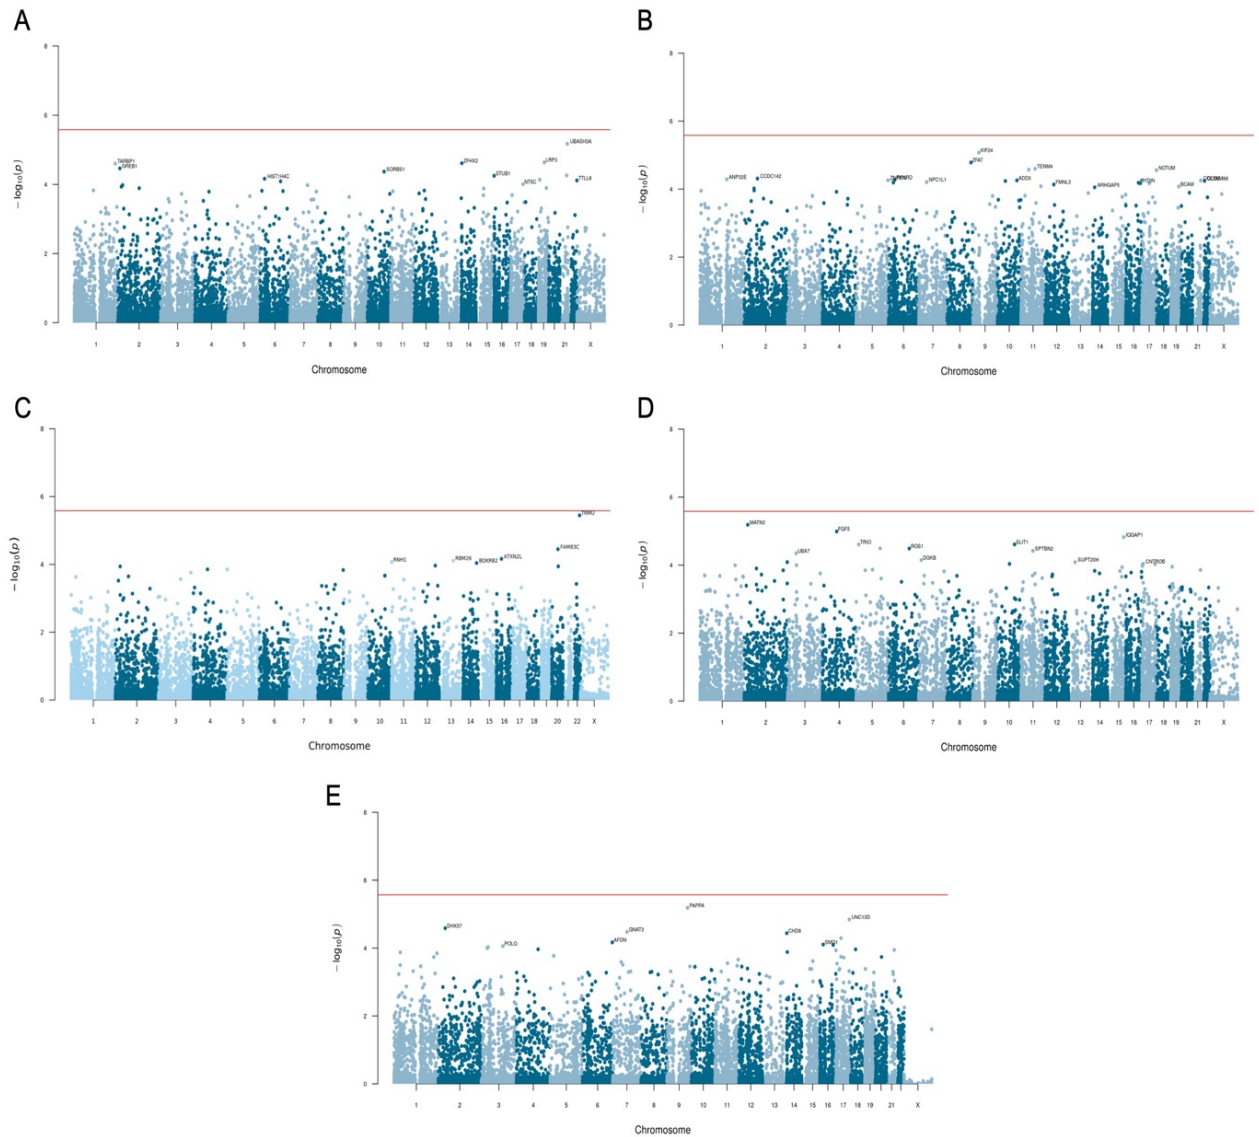 A
8
6
4
2
0
− log₁₀(p)
UBASH3A
TARBP1
GREB1
ZFHX2
LRP3
SORBS1
STUB1
HIST1H4C
NT5C
TTLL8
1 2 3 4 5 6 7 8 9 10 11 12 13 14 15 16 17 18 19 21 X
Chromosome
B
8
6
4
2
0
− log₁₀(p)
KIF24
ZFAT
TENM4
NOTUM
ANP32E
CCDC142
NPC1L1
ADD3
FMNL3
ARHGAP5
HYDIN
BCAM
1 2 3 4 5 6 7 8 9 10 11 12 13 14 15 16 17 18 19 21 X
Chromosome
C
8
6
4
2
0
− log₁₀(p)
TRMU
FAM83C
RNH1
RBM26
BDKRB2
ATXN2L
1 2 3 4 5 6 7 8 9 10 11 12 13 14 15 16 17 18 20 22 X
Chromosome
D
8
6
4
2
0
− log₁₀(p)
MATN3
FGF5
IQGAP1
TRIO
SLIT1
UBA7
ROS1
SPTBN2
DGKB
SUPT20H
CNTROB
1 2 3 4 5 6 7 8 9 10 11 12 13 14 15 16 17 18 19 21 X
Chromosome
E
8
6
4
2
0
− log₁₀(p)
PAPPA
UNC13D
DHX57
GNAT3
CHD8
AFDN
POLQ
SMG1
1 2 3 4 5 6 7 8 9 10 11 12 13 14 15 16 17 18 19 21 X
Chromosome